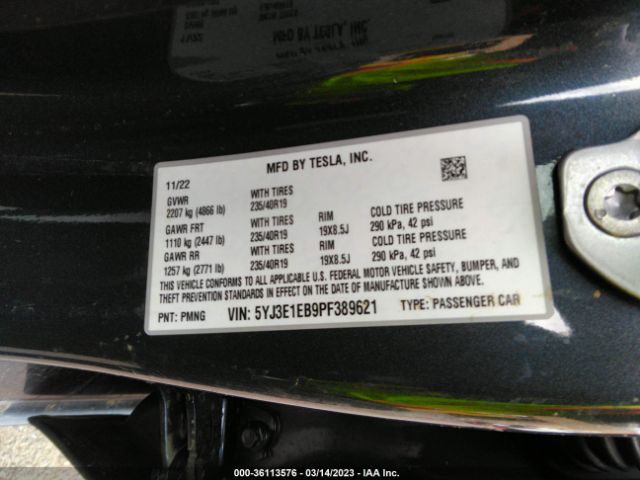 MFD BY TESLA, INC.
11/22
GVWR WITH TIRES
2207 kg (4866 lb) 235/40R19
GAWR FRT WITH TIRES RIM COLD TIRE PRESSURE
1110 kg (2447 lb) 235/40R19 19X8.5J 290 kPa, 42 psi
GAWR RR WITH TIRES RIM COLD TIRE PRESSURE
1257 kg (2771 lb) 235/40R19 19X8.5J 290 kPa, 42 psi
THIS VEHICLE CONFORMS TO ALL APPLICABLE U.S. FEDERAL MOTOR VEHICLE SAFETY, BUMPER, AND
THEFT PREVENTION STANDARDS IN EFFECT ON THE DATE OF MANUFACTURE SHOWN ABOVE.
PNT: PMNG VIN: 5YJ3E1EB9PF389621 TYPE: PASSENGER CAR
000-36113576 | 03/14/2023 | IAA Inc.